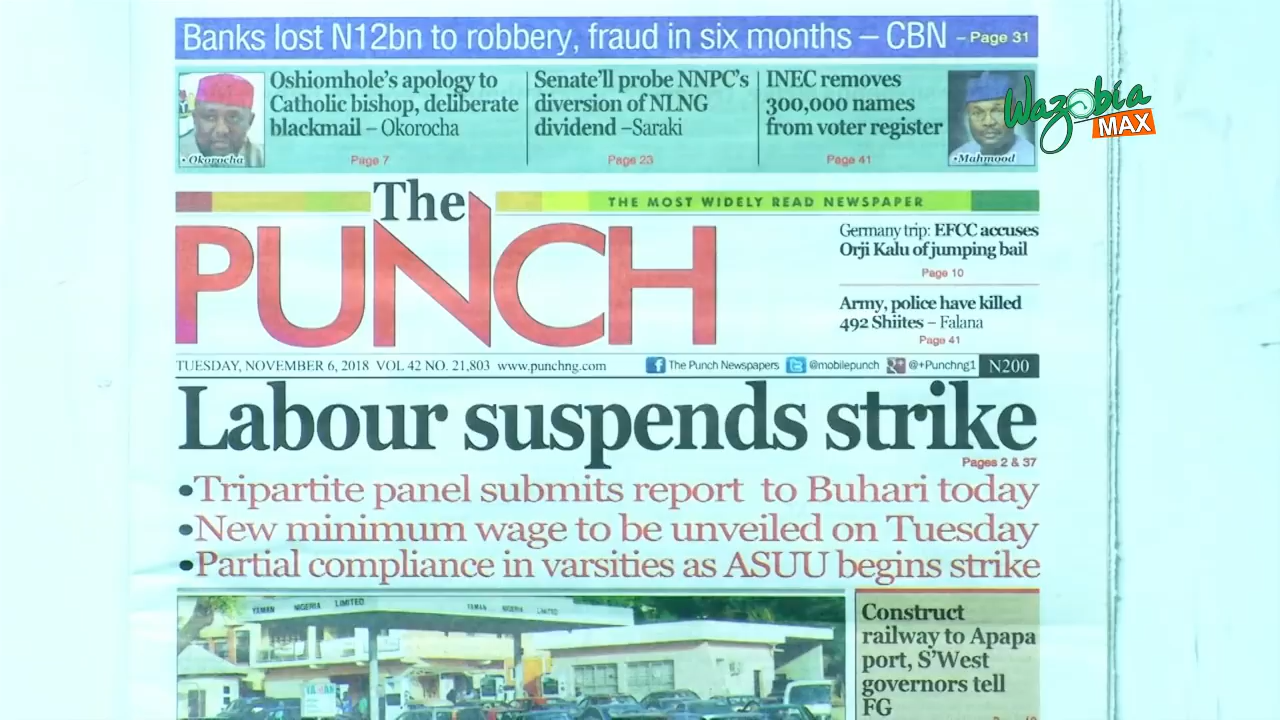 Banks lost N12bn to robbery, fraud in six months – CBN – Page 31
Oshiomhole's apology to
Catholic bishop, deliberate
blackmail – Okorocha
Page 7
• Okorocha
Senate'll probe NNPC's
diversion of NLNG
dividend –Saraki
Page 23
INEC removes
300,000 names
from voter register
Page 41
•Mahmood
Wazobia
MAX
The
PUNCH
THE MOST WIDELY READ NEWSPAPER
Germany trip: EFCC accuses
Orji Kalu of jumping bail
Page 10
Army, police have killed
492 Shiites – Falana
Page 41
TUESDAY, NOVEMBER 6, 2018 VOL 42 NO. 21,803 www.punchng.com
The Punch Newspapers @mobilepunch @+Punchng1 N200
Labour suspends strike
Pages 2 & 37
•Tripartite panel submits report to Buhari today
•New minimum wage to be unveiled on Tuesday
•Partial compliance in varsities as ASUU begins strike
YAMAN NIGERIA LIMITED
YAMAN NIGERIA LIMITED
Construct
railway to Apapa
port, S'West
governors tell
FG